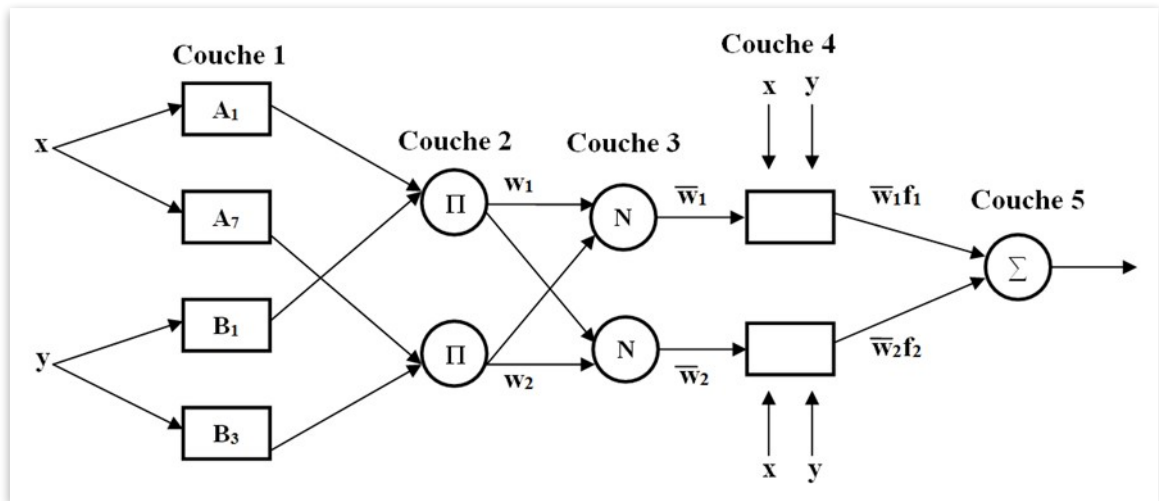 Couche 1
A₁
x
A₇
B₁
y
B₃
Couche 2
Π
w₁
Π
w₂
Couche 3
N
w̅₁
N
w̅₂
Couche 4
x y
w̅₁f₁
w̅₂f₂
x y
Couche 5
Σ